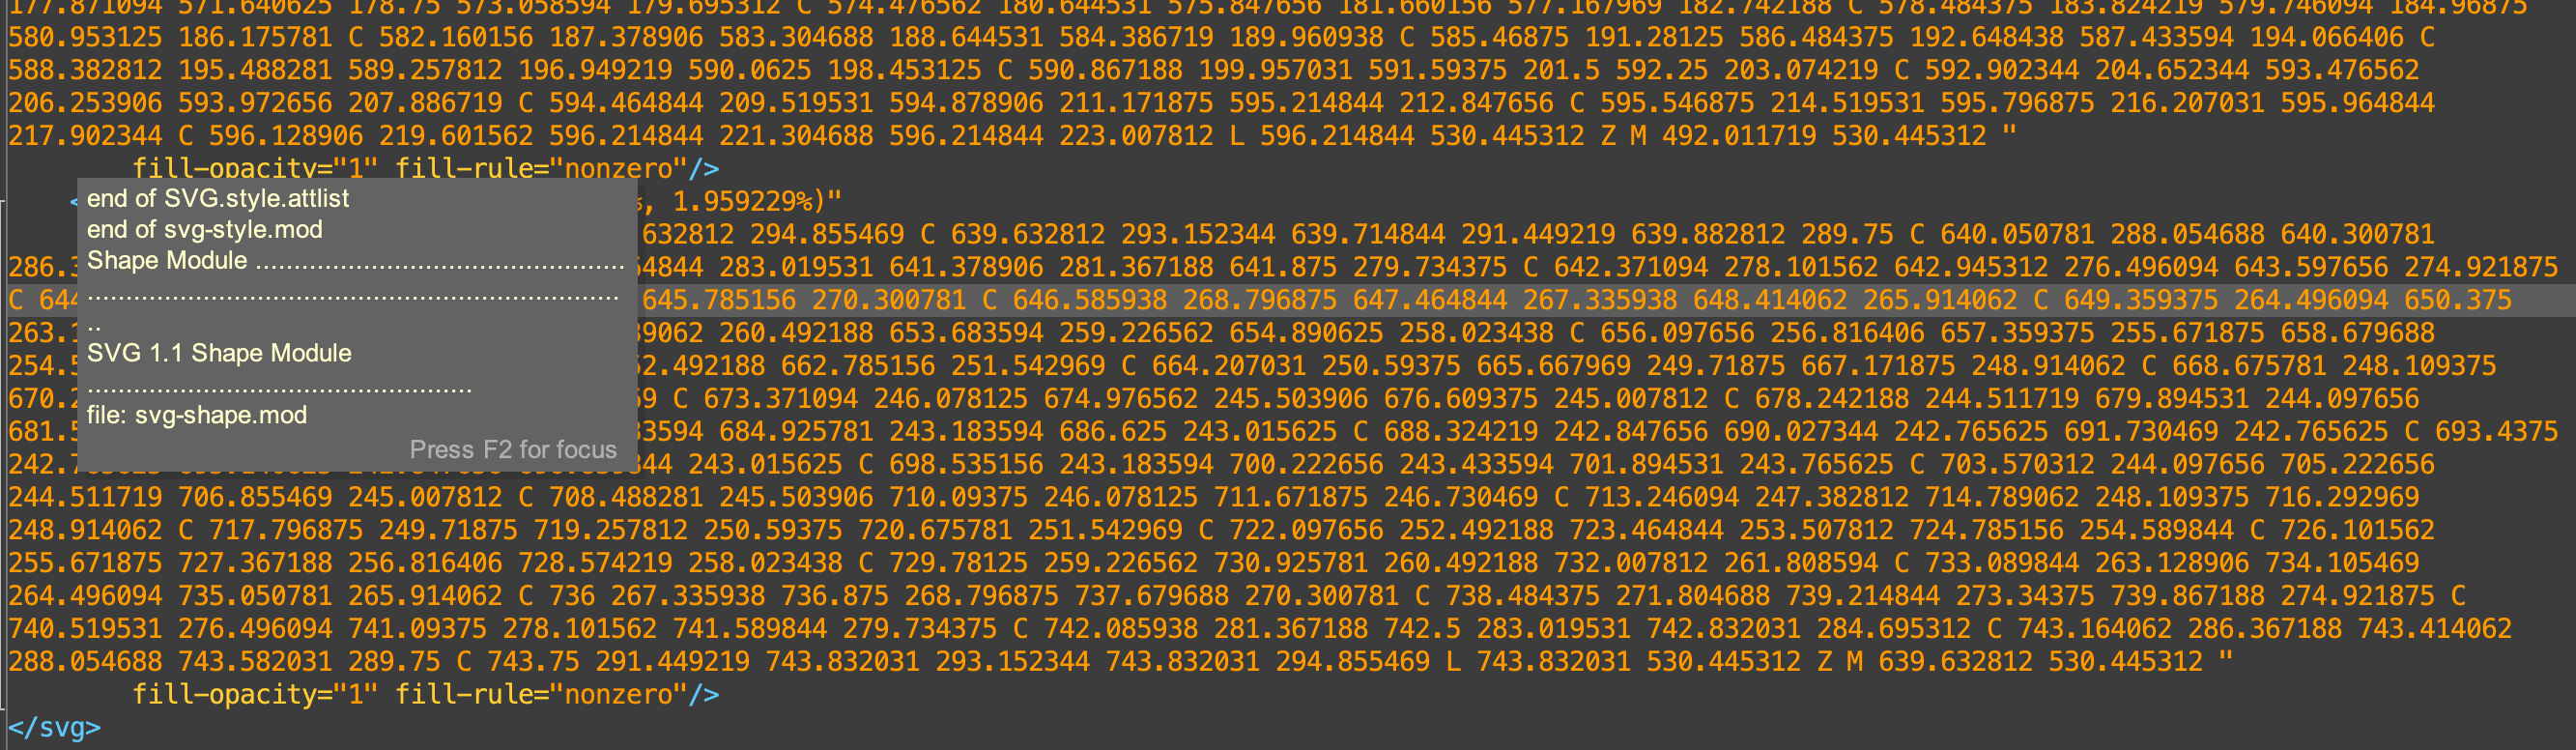 177.871094 571.640625 178.75 573.058594 179.695312 C 574.476562 180.644531 575.847656 181.660156 577.167969 182.742188 C 578.484375 183.824219 579.746094 184.96875
580.953125 186.175781 C 582.160156 187.378906 583.304688 188.644531 584.386719 189.960938 C 585.46875 191.28125 586.484375 192.648438 587.433594 194.066406 C
588.382812 195.488281 589.257812 196.949219 590.0625 198.453125 C 590.867188 199.957031 591.59375 201.5 592.25 203.074219 C 592.902344 204.652344 593.476562
206.253906 593.972656 207.886719 C 594.464844 209.519531 594.878906 211.171875 595.214844 212.847656 C 595.546875 214.519531 595.796875 216.207031 595.964844
217.902344 C 596.128906 219.601562 596.214844 221.304688 596.214844 223.007812 L 596.214844 530.445312 Z M 492.011719 530.445312 "
fill-opacity="1" fill-rule="nonzero"/>
end of SVG.style.attlist
end of svg-style.mod
Shape Module ................................................
.....................................................................
..
SVG 1.1 Shape Module
..................................................
file: svg-shape.mod
Press F2 for focus
< %, 1.959229%)"
632812 294.855469 C 639.632812 293.152344 639.714844 291.449219 639.882812 289.75 C 640.050781 288.054688 640.300781
286.3 64844 283.019531 641.378906 281.367188 641.875 279.734375 C 642.371094 278.101562 642.945312 276.496094 643.597656 274.921875
C 644 645.785156 270.300781 C 646.585938 268.796875 647.464844 267.335938 648.414062 265.914062 C 649.359375 264.496094 650.375
263.1 39062 260.492188 653.683594 259.226562 654.890625 258.023438 C 656.097656 256.816406 657.359375 255.671875 658.679688
254.5 62.492188 662.785156 251.542969 C 664.207031 250.59375 665.667969 249.71875 667.171875 248.914062 C 668.675781 248.109375
670.2 69 C 673.371094 246.078125 674.976562 245.503906 676.609375 245.007812 C 678.242188 244.511719 679.894531 244.097656
681.5 33594 684.925781 243.183594 686.625 243.015625 C 688.324219 242.847656 690.027344 242.765625 691.730469 242.765625 C 693.4375
844 243.015625 C 698.535156 243.183594 700.222656 243.433594 701.894531 243.765625 C 703.570312 244.097656 705.222656
244.511719 706.855469 245.007812 C 708.488281 245.503906 710.09375 246.078125 711.671875 246.730469 C 713.246094 247.382812 714.789062 248.109375 716.292969
248.914062 C 717.796875 249.71875 719.257812 250.59375 720.675781 251.542969 C 722.097656 252.492188 723.464844 253.507812 724.785156 254.589844 C 726.101562
255.671875 727.367188 256.816406 728.574219 258.023438 C 729.78125 259.226562 730.925781 260.492188 732.007812 261.808594 C 733.089844 263.128906 734.105469
264.496094 735.050781 265.914062 C 736 267.335938 736.875 268.796875 737.679688 270.300781 C 738.484375 271.804688 739.214844 273.34375 739.867188 274.921875 C
740.519531 276.496094 741.09375 278.101562 741.589844 279.734375 C 742.085938 281.367188 742.5 283.019531 742.832031 284.695312 C 743.164062 286.367188 743.414062
288.054688 743.582031 289.75 C 743.75 291.449219 743.832031 293.152344 743.832031 294.855469 L 743.832031 530.445312 Z M 639.632812 530.445312 "
fill-opacity="1" fill-rule="nonzero"/>
</svg>